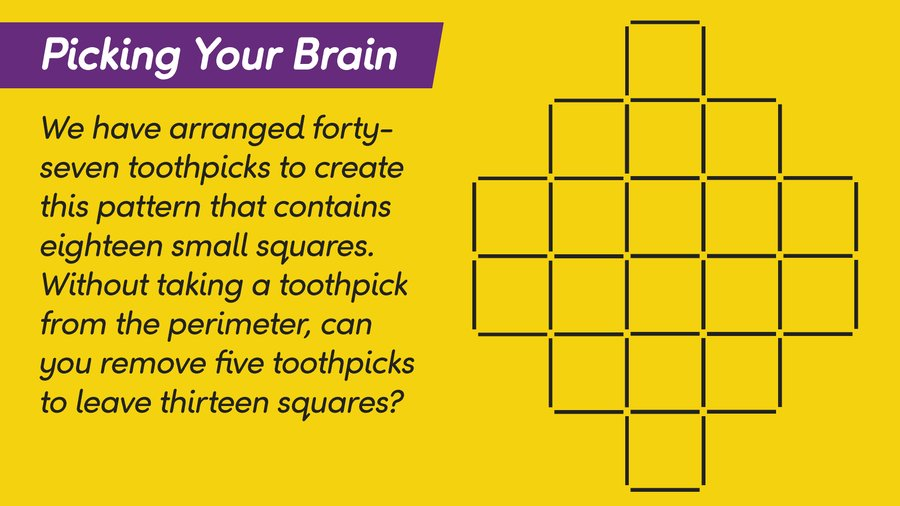 Picking Your Brain
We have arranged forty-
seven toothpicks to create
this pattern that contains
eighteen small squares.
Without taking a toothpick
from the perimeter, can
you remove five toothpicks
to leave thirteen squares?